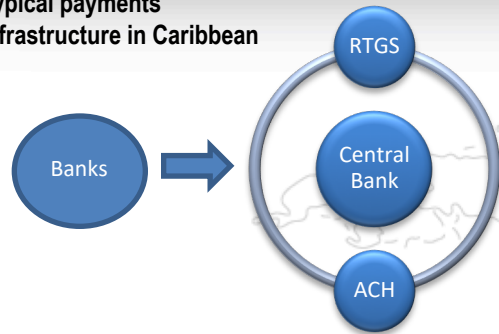 ypical payments
frastructure in Caribbean
RTGS
Banks
Central
Bank
ACH